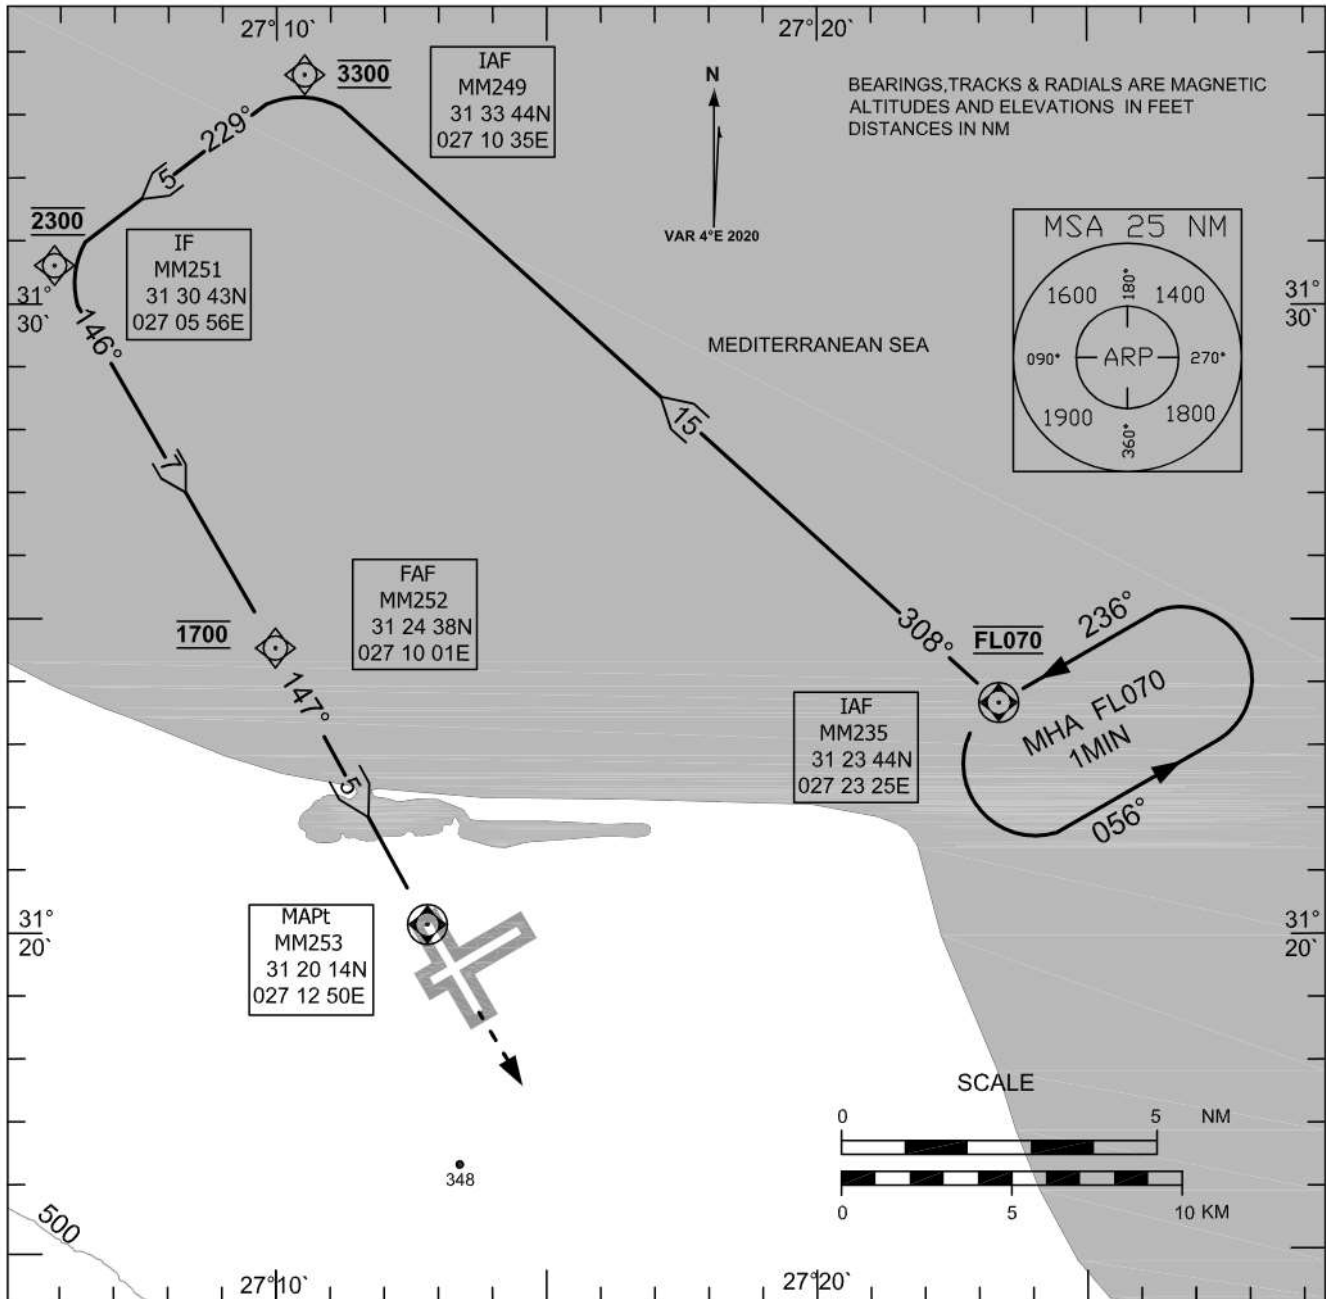 27°10`
27°20`
3300
IAF
MM249
31 33 44N
027 10 35E
N
VAR 4°E 2020
BEARINGS,TRACKS & RADIALS ARE MAGNETIC
ALTITUDES AND ELEVATIONS IN FEET
DISTANCES IN NM
229°
5
2300
IF
MM251
31 30 43N
027 05 56E
MSA 25 NM
1600
180°
1400
090°
ARP
270°
1900
360°
1800
31°
30`
31°
30`
146°
MEDITERRANEAN SEA
15
7
FAF
MM252
31 24 38N
027 10 01E
1700
308°
FL070
236°
147°
IAF
MM235
31 23 44N
027 23 25E
MHA FL070
1MIN
056°
5
MAPt
MM253
31 20 14N
027 12 50E
31°
20`
31°
20`
SCALE
0
5
NM
0
5
10 KM
348
500
27°10`
27°20`